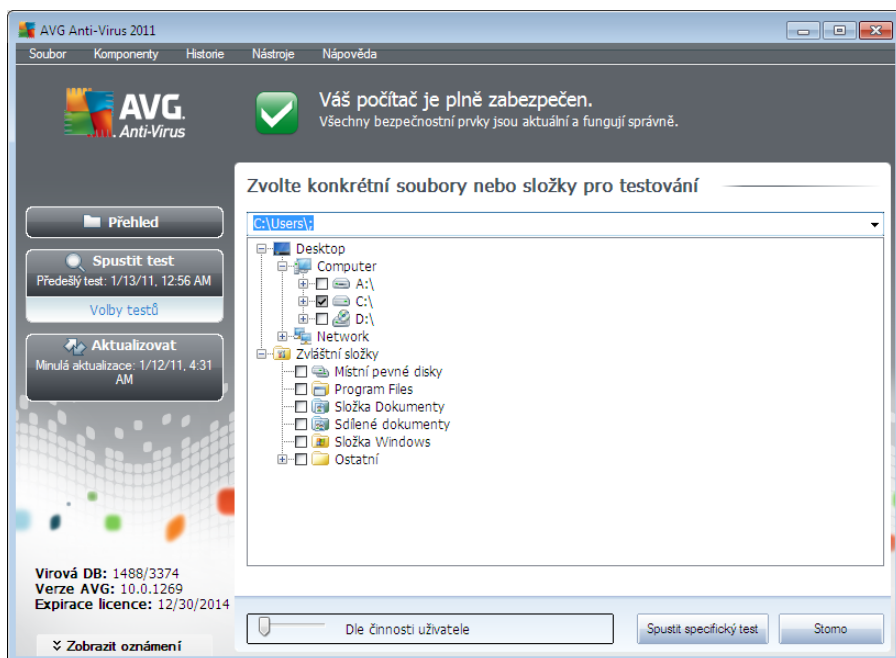 AVG Anti-Virus 2011
Soubor Komponenty Historie Nástroje Nápověda
AVG.
Anti-Virus
Váš počítač je plně zabezpečen.
Všechny bezpečnostní prvky jsou aktuální a fungují správně.
Zvolte konkrétní soubory nebo složky pro testování
Přehled
Spustit test
Předešlý test: 1/13/11, 12:56 AM
Volby testů
Aktualizovat
Minulá aktualizace: 1/12/11, 4:31
AM
C:\Users\;
Desktop
Computer
A:\
C:\
D:\
Network
Zvláštní složky
Místní pevné disky
Program Files
Složka Dokumenty
Sdílené dokumenty
Složka Windows
Ostatní
Virová DB: 1488/3374
Verze AVG: 10.0.1269
Expirace licence: 12/30/2014
Zobrazit oznámení
Dle činnosti uživatele
Spustit specifický test
Storno